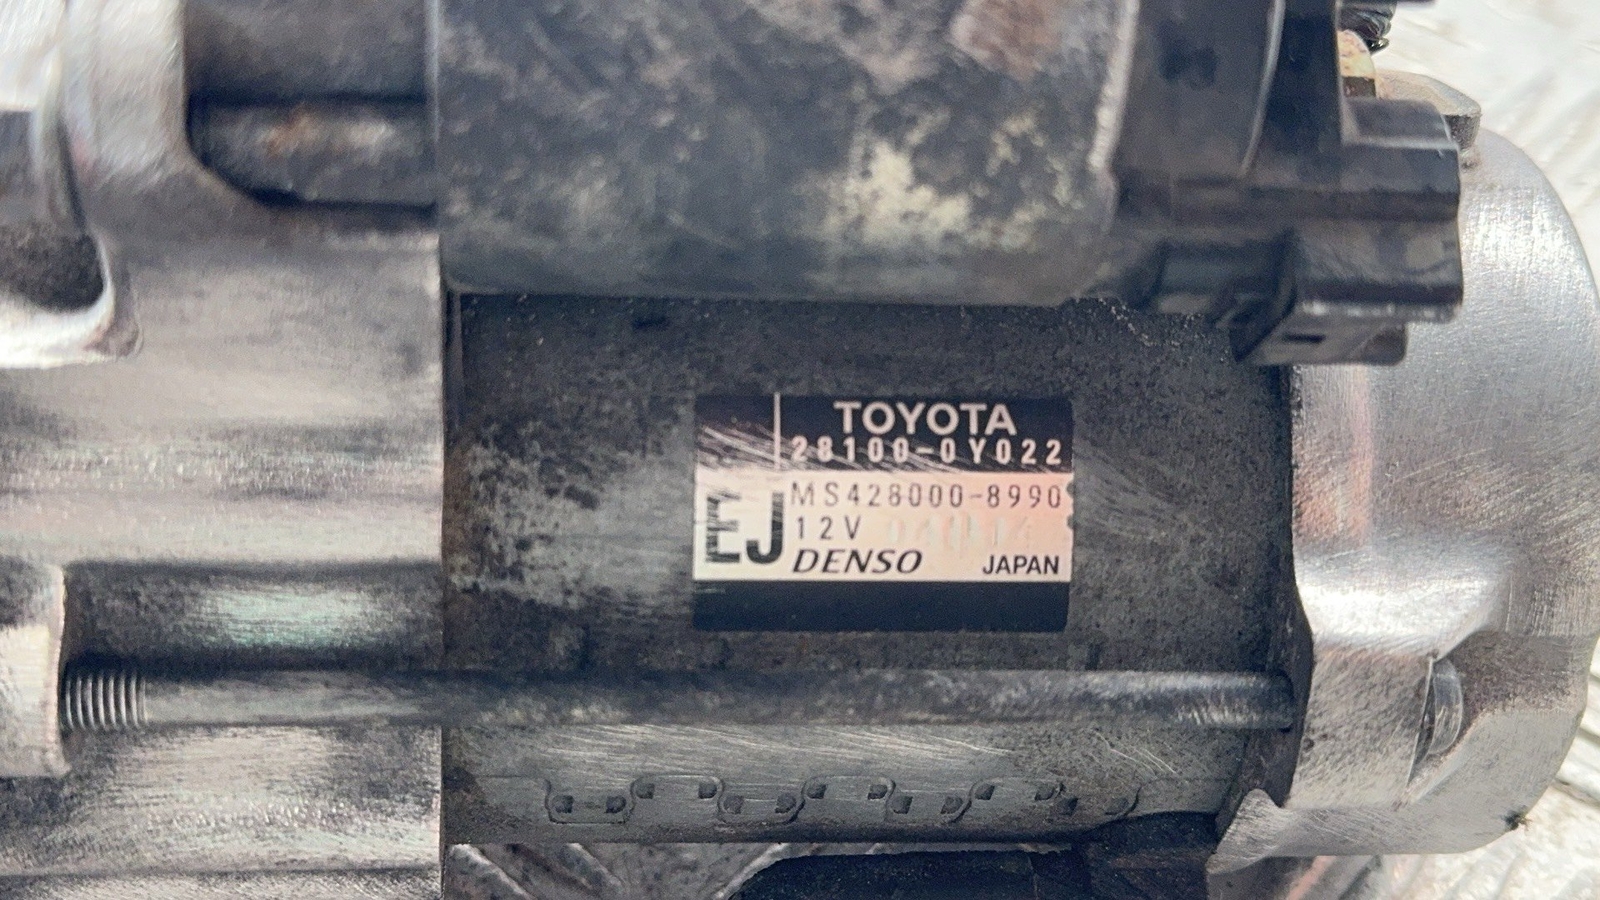 TOYOTA
28100-0Y022
EJ
MS428000-8990
12V
DENSO JAPAN